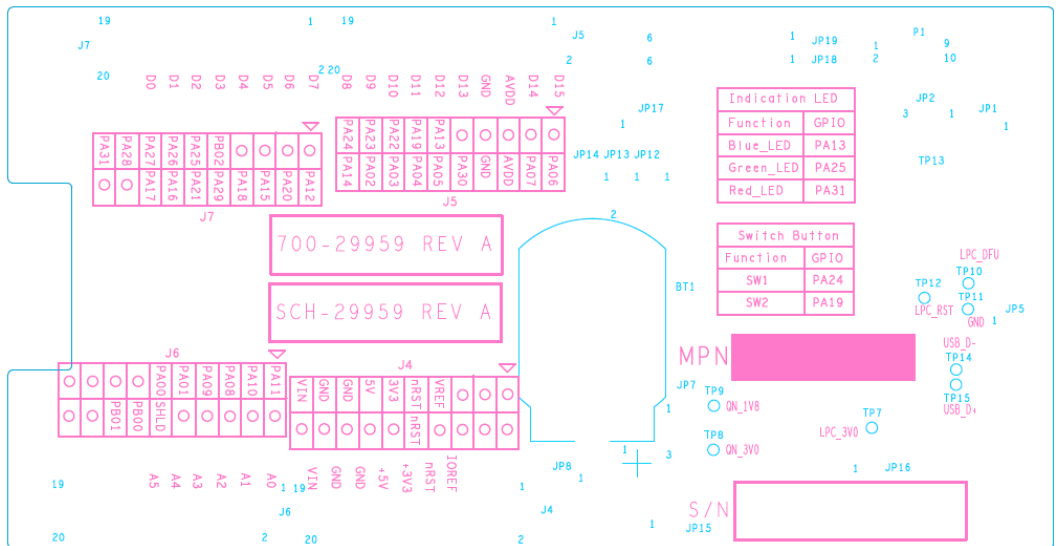 19 1 19 1
J7 J5 6 1 JP19 1 P1 9
20 2 20 2 6 1 JP18 2 10
D0 D1 D2 D3 D4 D5 D6 D7 D8 D9 D10 D11 D12 D13 GND AVDD D14 D15
JP17 JP2 JP1
1 3 1 1
Indication LED
Function GPIO
Blue_LED PA13
Green_LED PA25
Red_LED PA31
PA31 PA28 PA27 PA26 PA25 PB02
PA17 PA16 PA21 PA29 PA18 PA15 PA20 PA12
J7
PA24 PA23 PA22 PA19 PA13
PA14 PA02 PA03 PA04 PA05 PA30 GND AVDD PA07 PA06
J5
JP14 JP13 JP12
1 1 1
TP13
2
700-29959 REV A
SCH-29959 REV A
BT1
Switch Button
Function GPIO
SW1 PA24
SW2 PA19
LPC_DFU
TP10
TP12
TP11
LPC_RST
GND 1 JP5
USB_D-
TP14
TP15
USB_D+
MPN
J6
PA00 PA01 PA09 PA08 PA10 PA11
PB01 PB00 SHLD
J4
VIN GND GND 5V 3V3 nRST VREF
nRST
JP7 TP9
1 QN_1V8
TP7
LPC_3V0
TP8
1 3 QN_3V0
A5 A4 A3 A2 A1 A0 VIN GND GND +5V +3V3 nRST IOREF
JP6 1
1 JP16
19 1 19 1
J6 J4
20 2 20 2
1 JP15
S/N